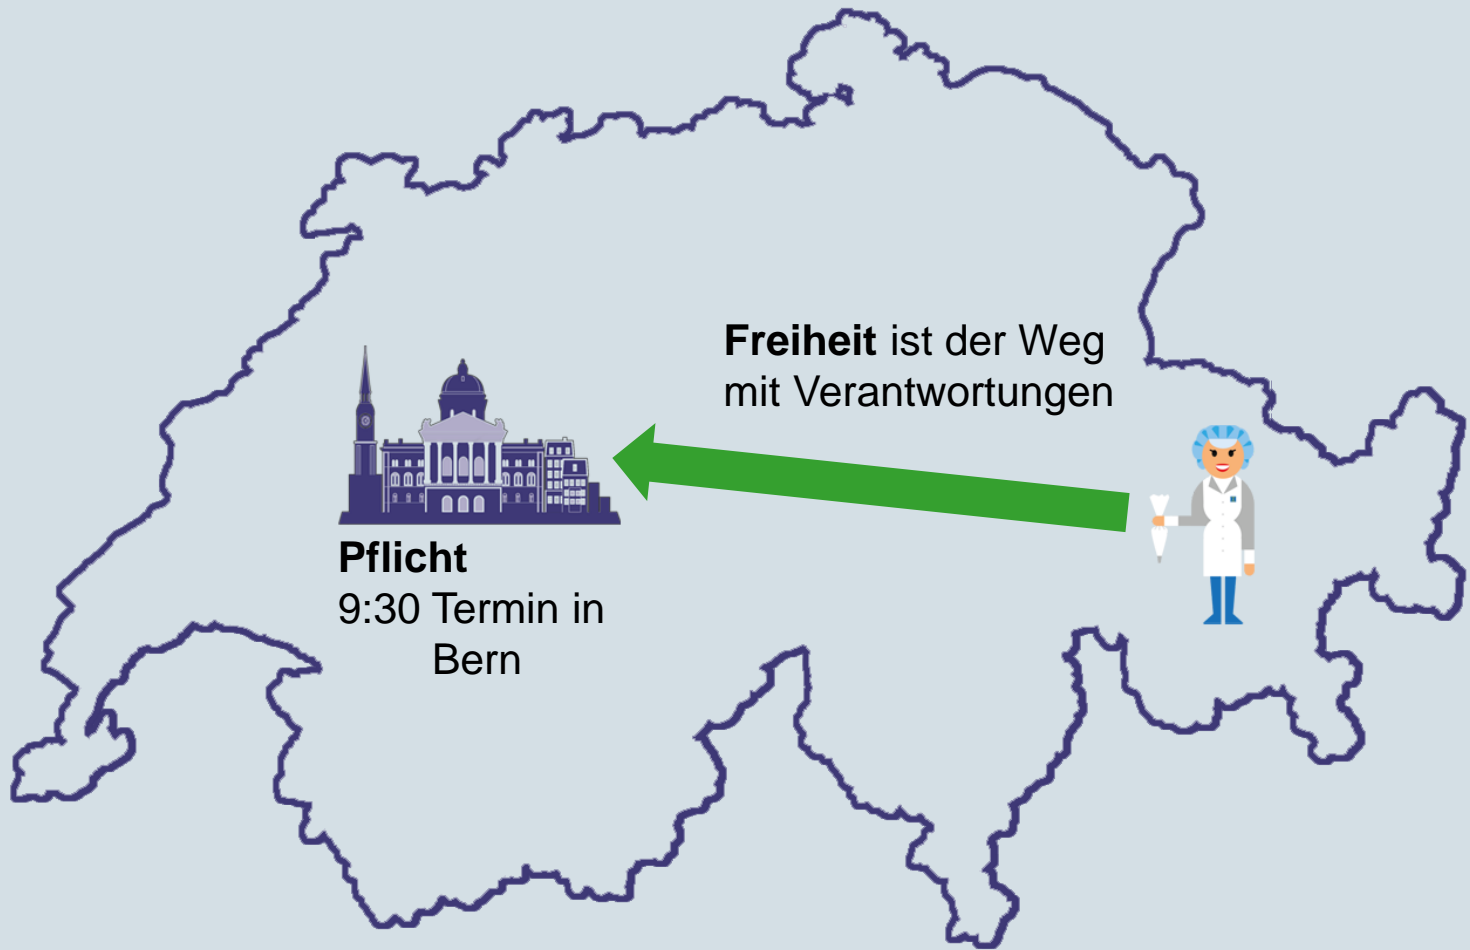 Freiheit ist der Weg
mit Verantwortungen
Pflicht
9:30 Termin in
Bern